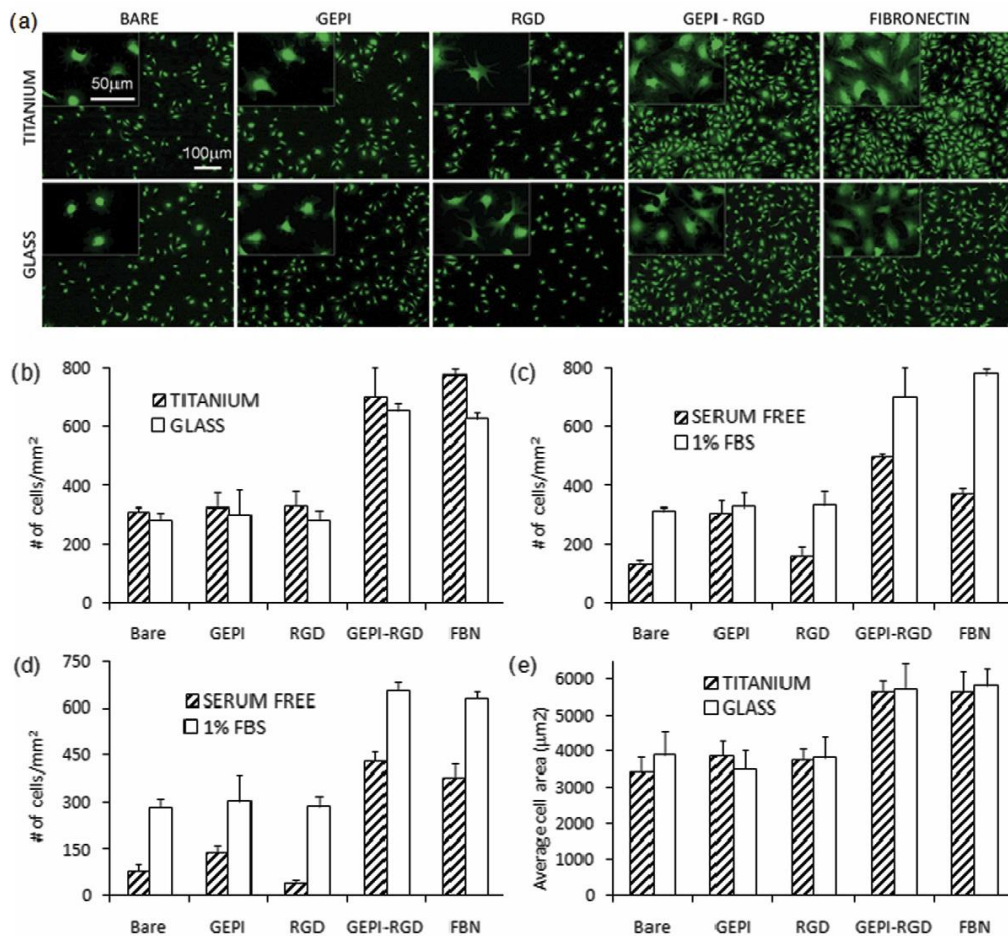 (a) BARE GEPI RGD GEPI - RGD FIBRONECTIN
TITANIUM
50μm
100μm
GLASS
(b)
800
600
400
200
0
# of cells/mm²
TITANIUM
GLASS
Bare GEPI RGD GEPI-RGD FBN
(c)
800
600
400
200
0
# of cells/mm²
SERUM FREE
1% FBS
Bare GEPI RGD GEPI-RGD FBN
(d)
750
600
450
300
150
0
# of cells/mm²
SERUM FREE
1% FBS
Bare GEPI RGD GEPI-RGD FBN
(e)
6000
5000
4000
3000
2000
1000
0
Average cell area (μm2)
TITANIUM
GLASS
Bare GEPI RGD GEPI-RGD FBN